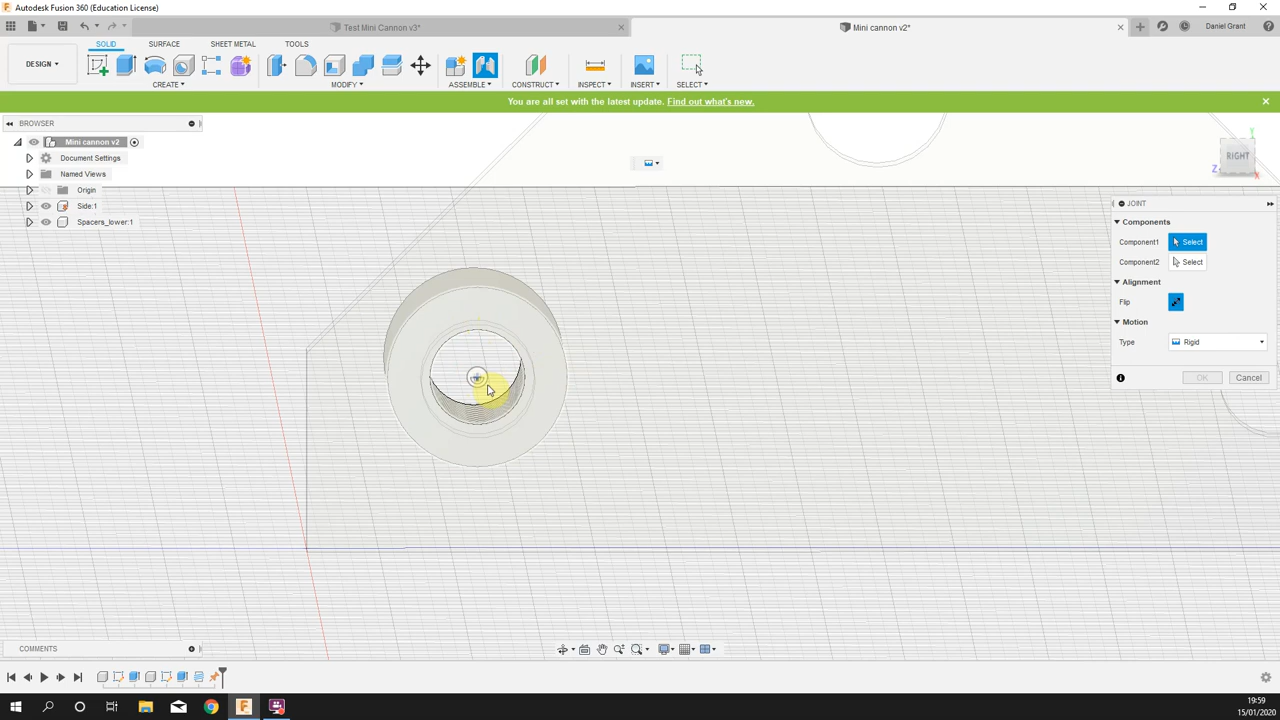 Autodesk Fusion 360 (Education License)
Test Mini Cannon v3*
Mini cannon v2*
Daniel Grant
SOLID
SURFACE
SHEET METAL
TOOLS
DESIGN
CREATE
MODIFY
ASSEMBLE
CONSTRUCT
INSPECT
INSERT
SELECT
You are all set with the latest update. Find out what's new.
BROWSER
Mini cannon v2
Document Settings
Named Views
Origin
Side:1
Spacers_lower:1
Y
RIGHT
Z
X
JOINT
Components
Component1 Select
Component2 Select
Alignment
Flip
Motion
Type Rigid
OK Cancel
COMMENTS
19:59
15/01/2020